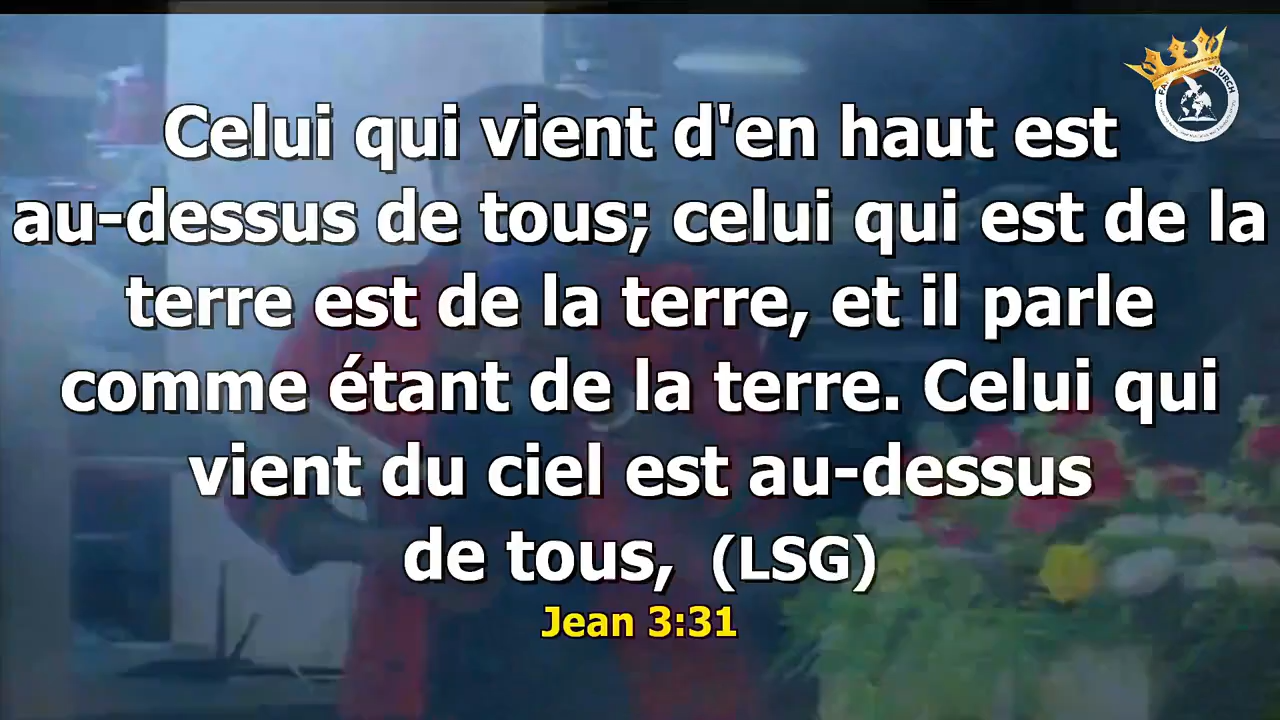 CHURCH
Celui qui vient d'en haut est
au-dessus de tous; celui qui est de la
terre est de la terre, et il parle
comme étant de la terre. Celui qui
vient du ciel est au-dessus
de tous, (LSG)
Jean 3:31